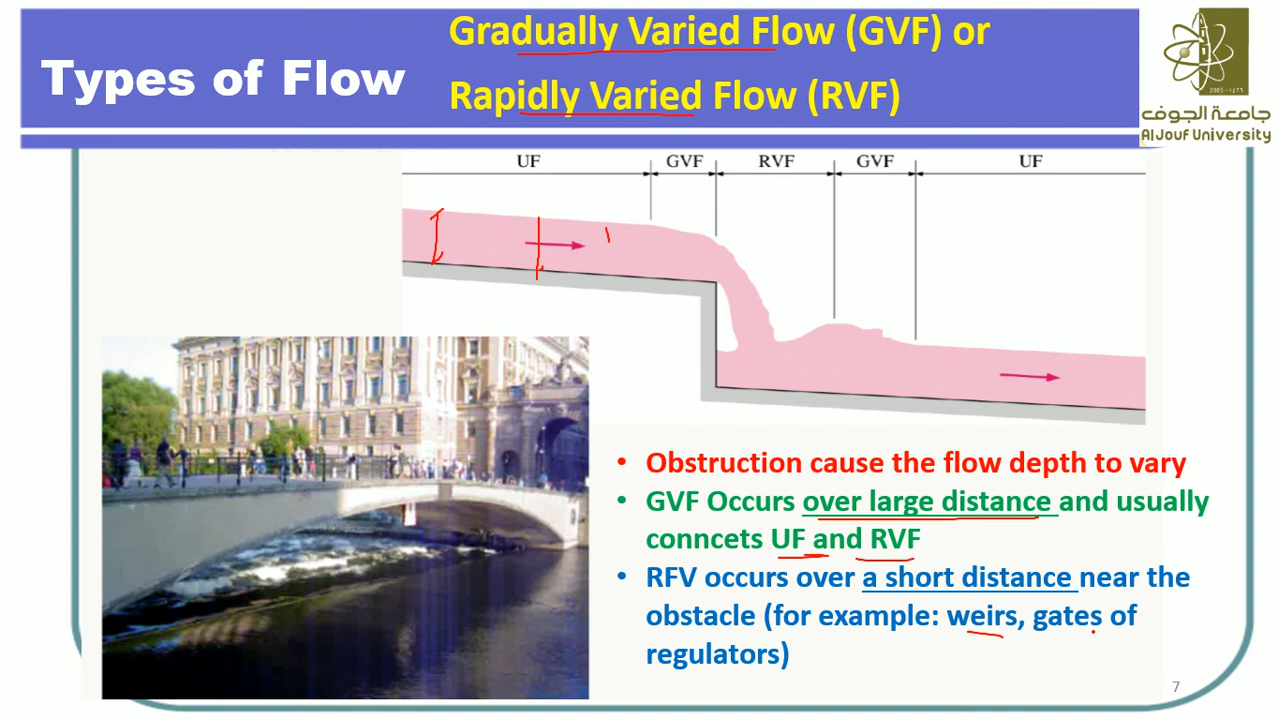 Types of Flow
Gradually Varied Flow (GVF) or
Rapidly Varied Flow (RVF)
جامعة الجوف
Al Jouf University
UF GVF RVF GVF UF
• Obstruction cause the flow depth to vary
• GVF Occurs over large distance and usually
conncets UF and RVF
• RFV occurs over a short distance near the
obstacle (for example: weirs, gates of
regulators)
7